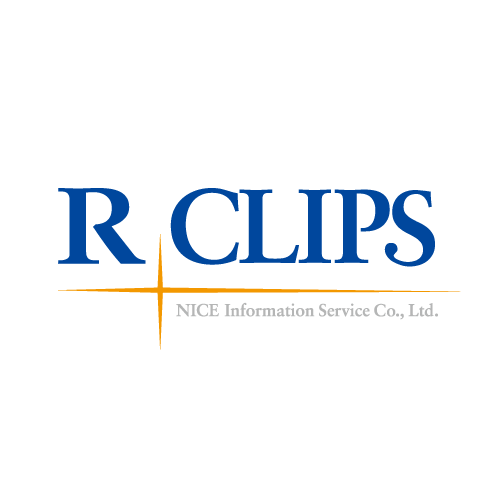 R CLIPS
NICE Information Service Co., Ltd.